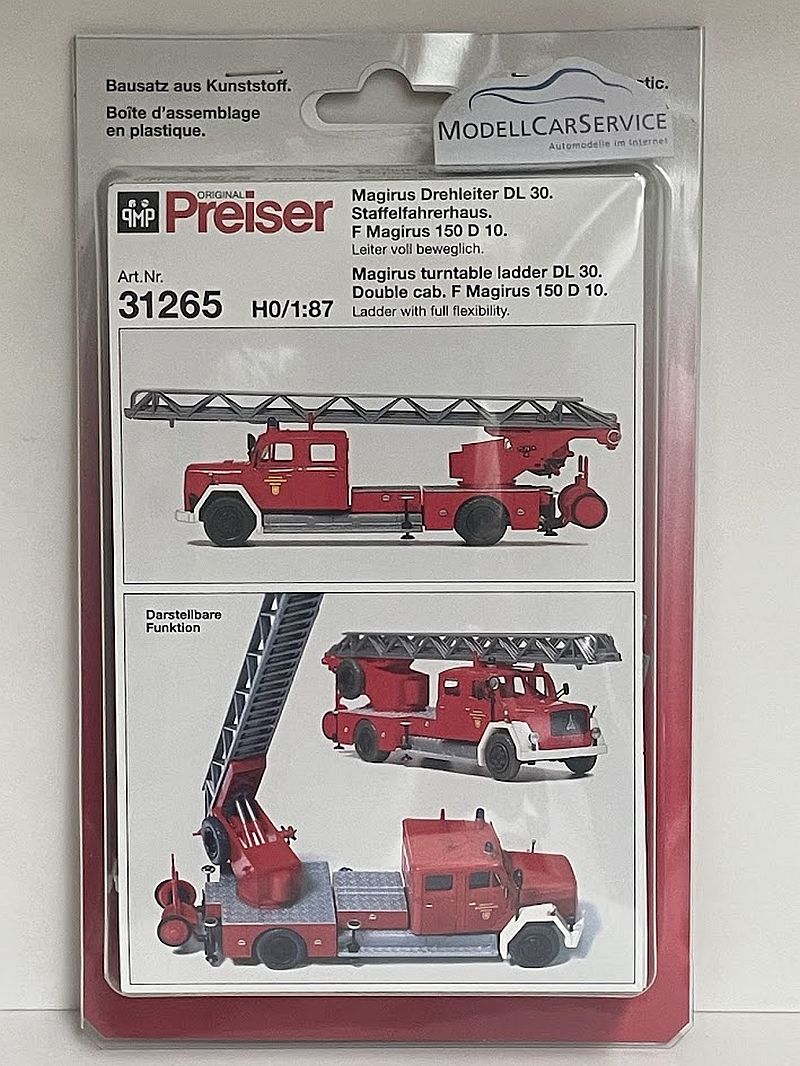 Bausatz aus Kunststoff.
Boîte d'assemblage
en plastique.
tic.
MODELLCARSERVICE
Automodelle im Internet
PMP
ORIGINAL
Preiser
Magirus Drehleiter DL 30.
Staffelfahrerhaus.
F Magirus 150 D 10.
Leiter voll beweglich.
Art.Nr.
31265 H0/1:87
Magirus turntable ladder DL 30.
Double cab. F Magirus 150 D 10.
Ladder with full flexibility.
Darstellbare
Funktion